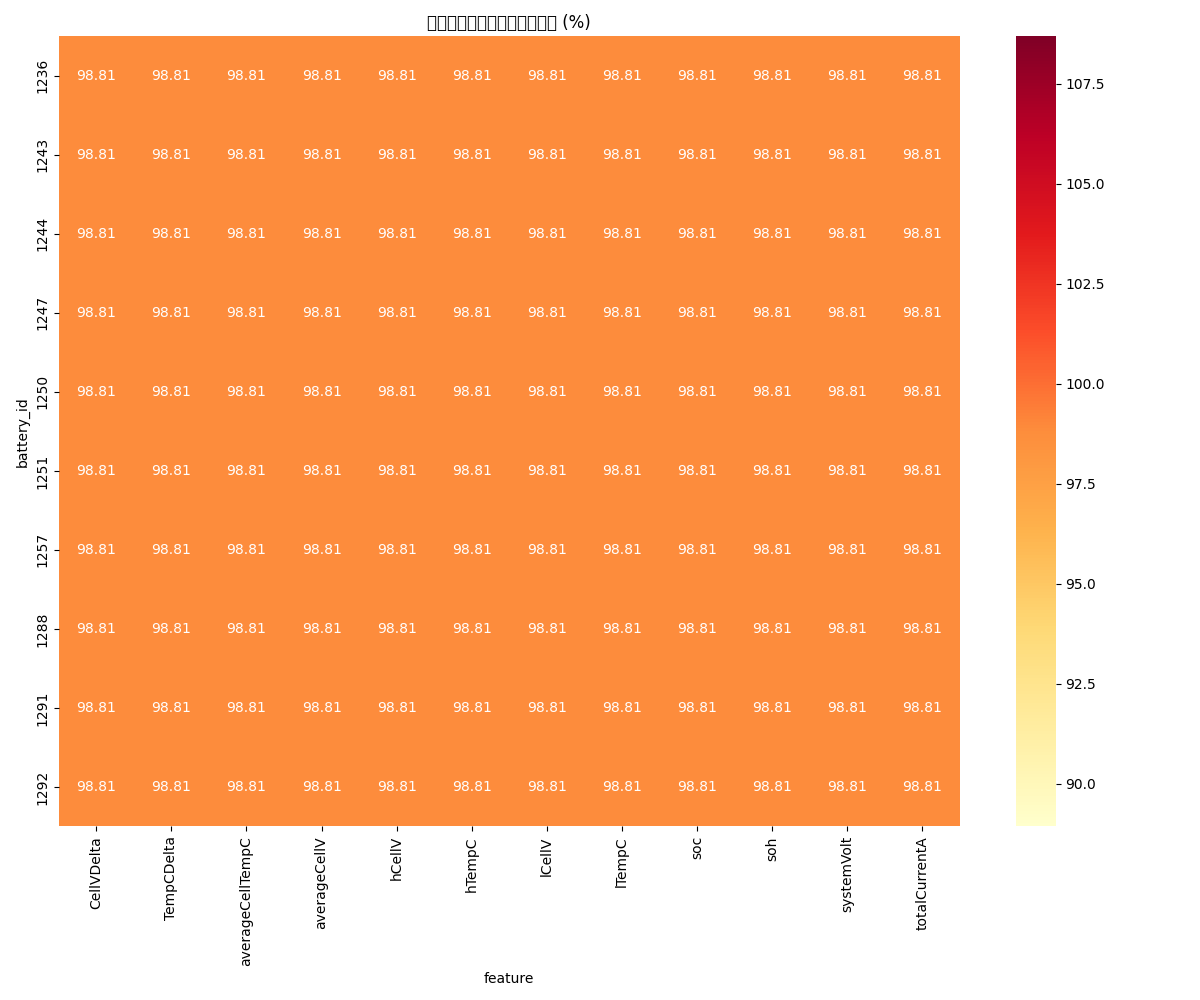 (%)
1236 98.81 98.81 98.81 98.81 98.81 98.81 98.81 98.81 98.81 98.81 98.81 98.81
1243 98.81 98.81 98.81 98.81 98.81 98.81 98.81 98.81 98.81 98.81 98.81 98.81
1244 98.81 98.81 98.81 98.81 98.81 98.81 98.81 98.81 98.81 98.81 98.81 98.81
1247 98.81 98.81 98.81 98.81 98.81 98.81 98.81 98.81 98.81 98.81 98.81 98.81
1250 98.81 98.81 98.81 98.81 98.81 98.81 98.81 98.81 98.81 98.81 98.81 98.81
1251 98.81 98.81 98.81 98.81 98.81 98.81 98.81 98.81 98.81 98.81 98.81 98.81
1257 98.81 98.81 98.81 98.81 98.81 98.81 98.81 98.81 98.81 98.81 98.81 98.81
1288 98.81 98.81 98.81 98.81 98.81 98.81 98.81 98.81 98.81 98.81 98.81 98.81
1291 98.81 98.81 98.81 98.81 98.81 98.81 98.81 98.81 98.81 98.81 98.81 98.81
1292 98.81 98.81 98.81 98.81 98.81 98.81 98.81 98.81 98.81 98.81 98.81 98.81
battery_id
CellVDelta TempCDelta averageCellTempC averageCellV hCellV hTempC lCellV lTempC soc soh systemVolt totalCurrentA
feature
107.5
105.0
102.5
100.0
97.5
95.0
92.5
90.0